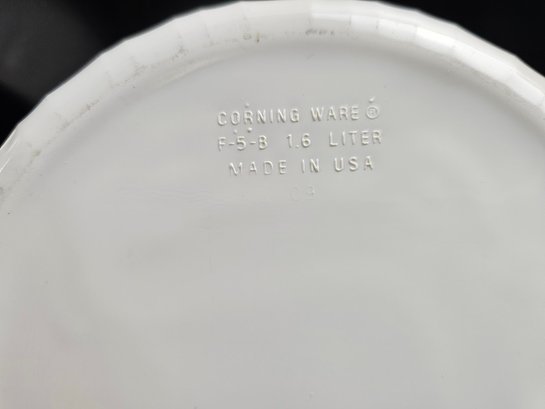 CORNING WARE ®
F-5-B 1.6 LITER
MADE IN USA